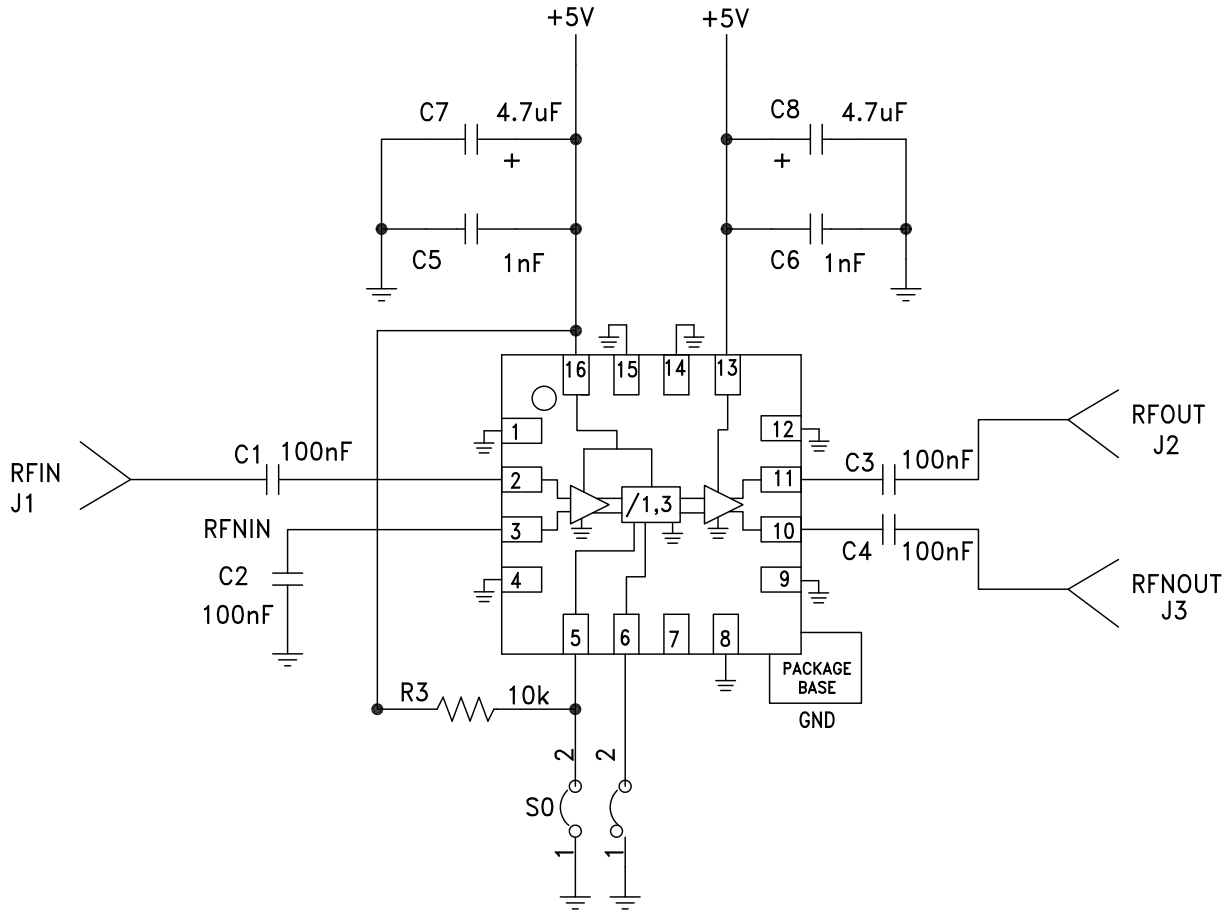 +5V
+5V
C7
4.7uF
+
C8
4.7uF
+
C5
1nF
C6
1nF
16
15
14
13
1
12
RFIN
J1
C1
100nF
2
/1,3
11
C3
100nF
RFOUT
J2
RFNIN
3
10
C4
100nF
C2
100nF
4
9
RFNOUT
J3
5
6
7
8
PACKAGE
BASE
GND
R3
10k
2
2
S0
1
1